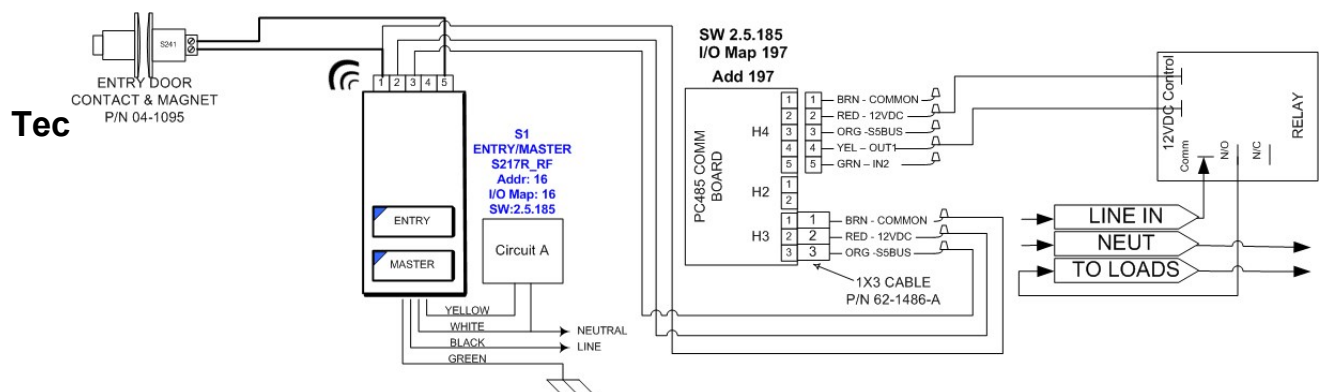 S241
ENTRY DOOR
CONTACT & MAGNET
P/N 04-1095
Tec
1 2 3 4 5
S1
ENTRY/MASTER
S217R_RF
Addr: 16
I/O Map: 16
SW:2.5.185
ENTRY
MASTER
Circuit A
YELLOW
WHITE
BLACK
GREEN
NEUTRAL
LINE
SW 2.5.185
I/O Map 197
Add 197
PC485 COMM
BOARD
H4
1 1 BRN - COMMON
2 2 RED - 12VDC
3 3 ORG -S5BUS
4 4 YEL – OUT1
5 5 GRN – IN2
H2
1
2
H3
1 1 BRN - COMMON
2 2 RED - 12VDC
3 3 ORG -S5BUS
1X3 CABLE
P/N 62-1486-A
12VDC Control
RELAY
Comm
N/O
N/C
LINE IN
NEUT
TO LOADS